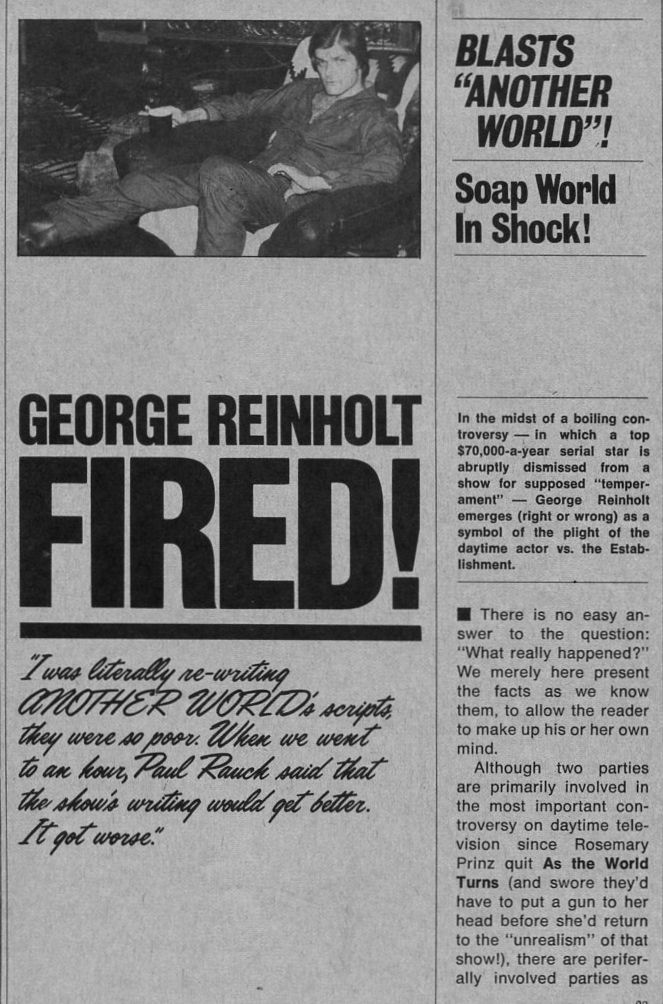 BLASTS
"ANOTHER
WORLD"!
Soap World
In Shock!
GEORGE REINHOLT
FIRED!
"I was literally re-writing
ANOTHER WORLD's scripts,
they were so poor. When we went
to an hour, Paul Rauch said that
the show's writing would get better.
It got worse."
In the midst of a boiling con-
troversy — in which a top
$70,000-a-year serial star is
abruptly dismissed from a
show for supposed "temper-
ament" — George Reinholt
emerges (right or wrong) as a
symbol of the plight of the
daytime actor vs. the Estab-
lishment.
■ There is no easy an-
swer to the question:
"What really happened?"
We merely here present
the facts as we know
them, to allow the reader
to make up his or her own
mind.
Although two parties
are primarily involved in
the most important con-
troversy on daytime tele-
vision since Rosemary
Prinz quit As the World
Turns (and swore they'd
have to put a gun to her
head before she'd return
to the "unrealism" of that
show!), there are perifer-
ally involved parties as